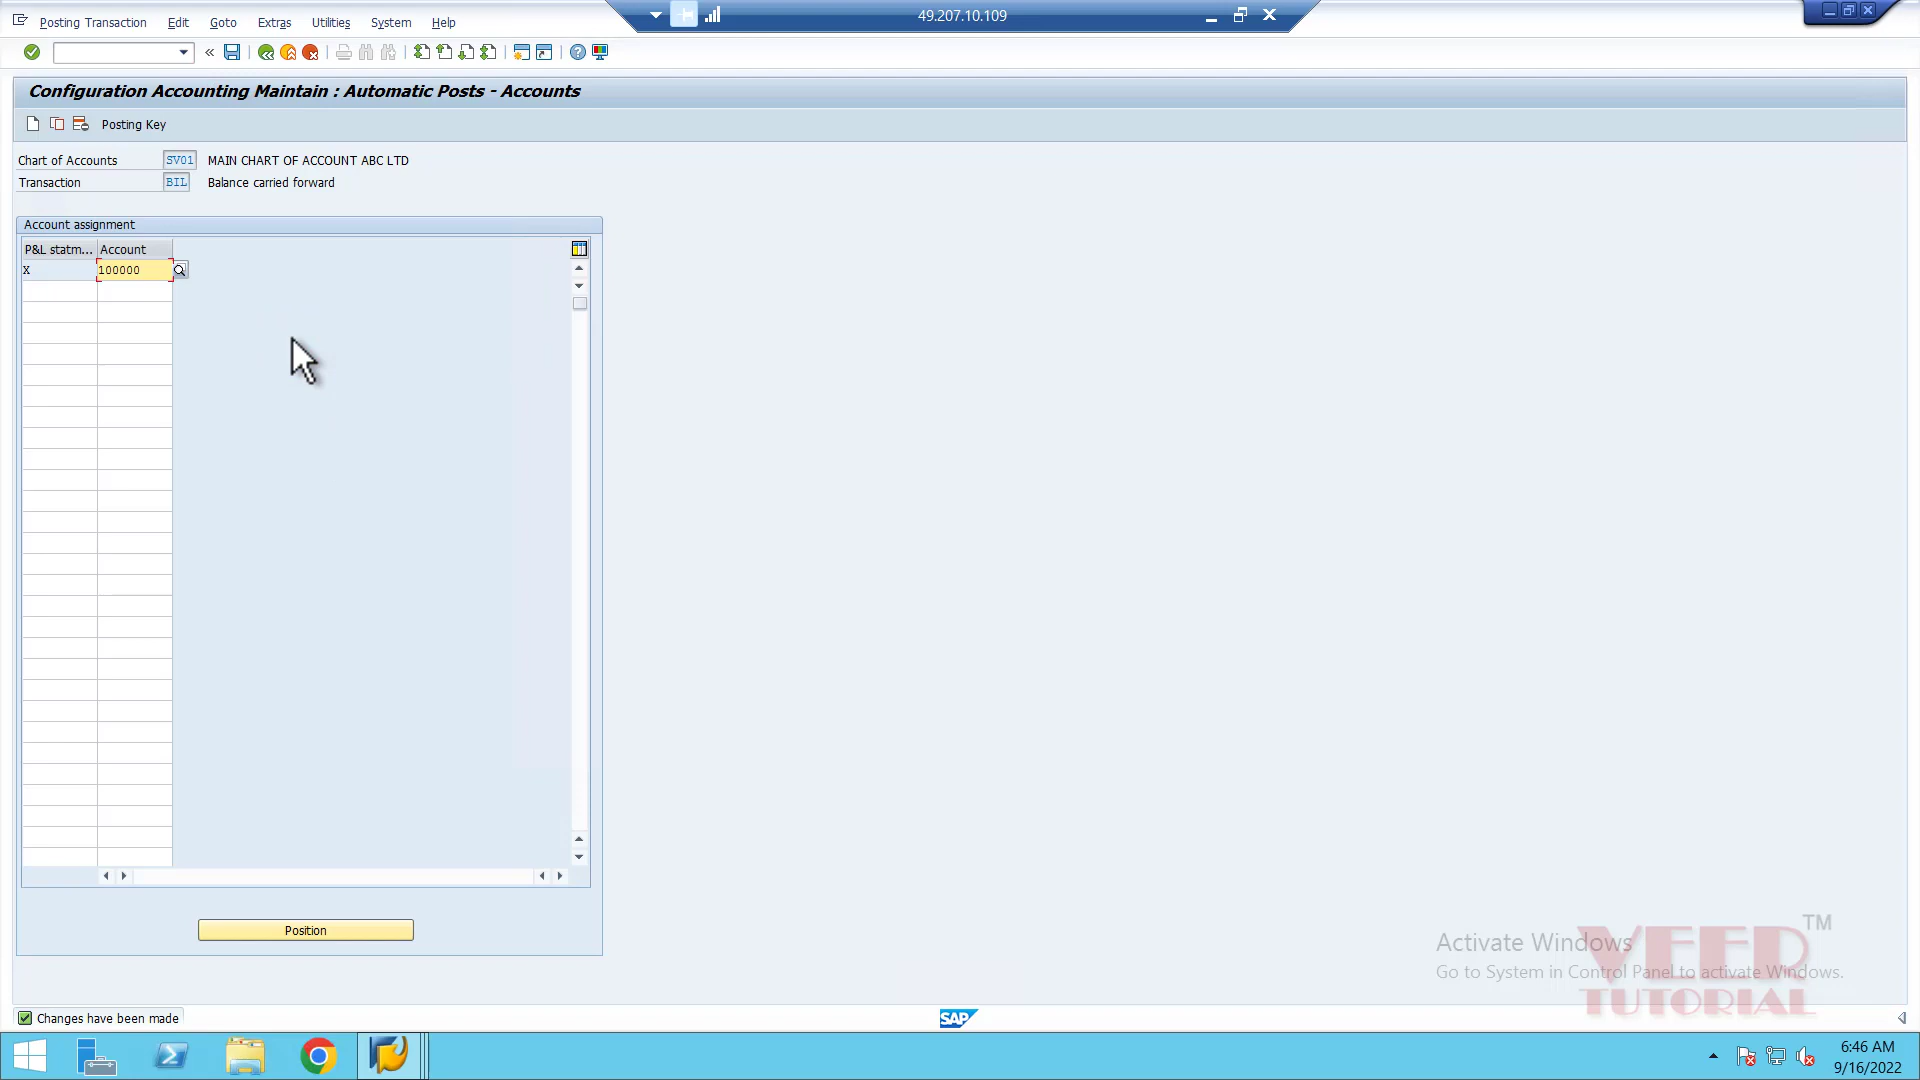 Posting Transaction Edit Goto Extras Utilities System Help
49.207.10.109
Configuration Accounting Maintain : Automatic Posts - Accounts
Posting Key
Chart of Accounts SV01 MAIN CHART OF ACCOUNT ABC LTD
Transaction BIL Balance carried forward
Account assignment
P&L statm... Account
X 100000
Position
Activate Windows
Go to System in Control Panel to activate Windows.
VEER TM
TUTORIAL
Changes have been made
SAP
6:46 AM
9/16/2022